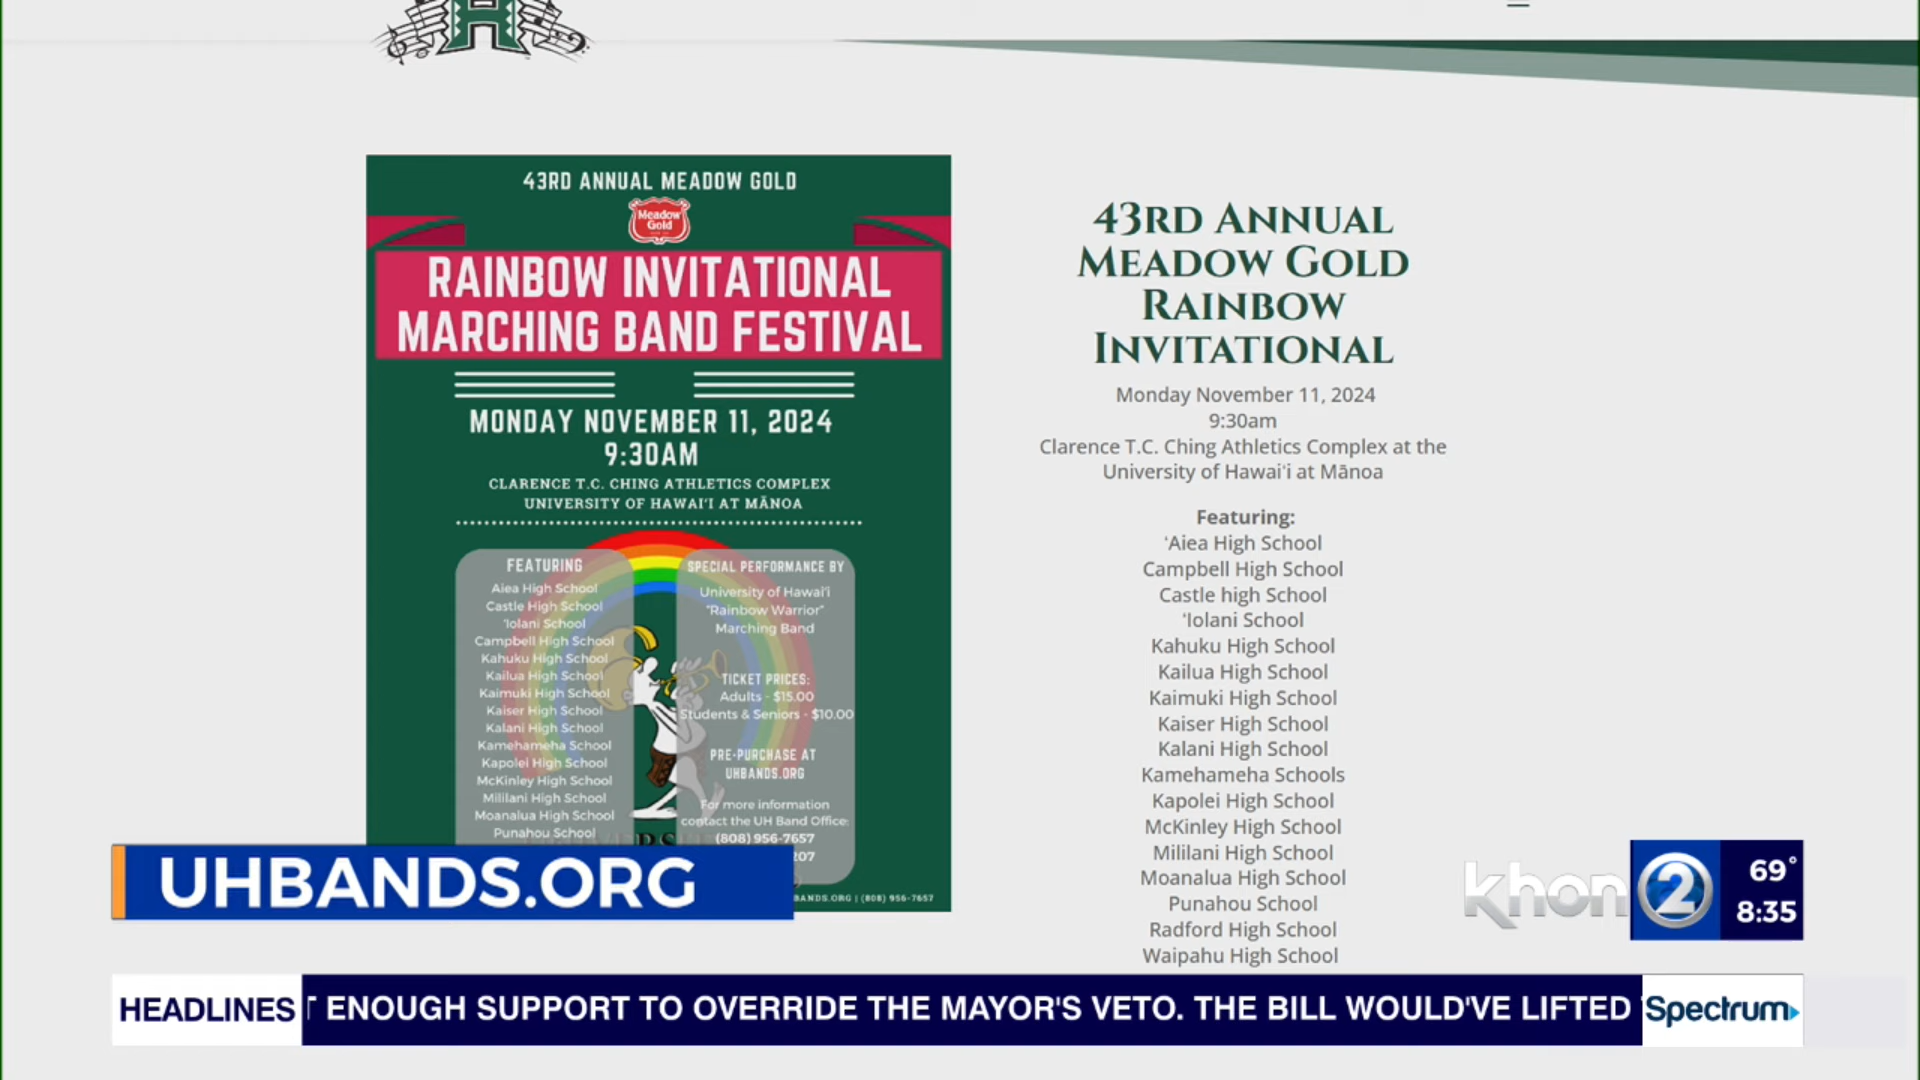 H
43RD ANNUAL MEADOW GOLD
Meadow
Gold
RAINBOW INVITATIONAL
MARCHING BAND FESTIVAL
MONDAY NOVEMBER 11, 2024
9:30AM
CLARENCE T.C. CHING ATHLETICS COMPLEX
UNIVERSITY OF HAWAIʻI AT MĀNOA
FEATURING
Aiea High School
Castle High School
'Iolani School
Campbell High School
Kahuku High School
Kailua High School
Kaimuki High School
Kaiser High School
Kalani High School
Kamehameha School
Kapolei High School
McKinley High School
Mililani High School
Moanalua High School
Punahou School
SPECIAL PERFORMANCE BY
University of Hawai'i
"Rainbow Warrior"
Marching Band
TICKET PRICES:
Adults - $15.00
Students & Seniors - $10.00
PRE-PURCHASE AT
UHBANDS.ORG
For more information
contact the UH Band Office:
(808) 956-7657
207
BANDS.ORG | (808) 956-7657
43RD ANNUAL
MEADOW GOLD
RAINBOW
INVITATIONAL
Monday November 11, 2024
9:30am
Clarence T.C. Ching Athletics Complex at the
University of Hawai'i at Mānoa
Featuring:
'Aiea High School
Campbell High School
Castle high School
'Iolani School
Kahuku High School
Kailua High School
Kaimuki High School
Kaiser High School
Kalani High School
Kamehameha Schools
Kapolei High School
McKinley High School
Mililani High School
Moanalua High School
Punahou School
Radford High School
Waipahu High School
UHBANDS.ORG
khon 2
69°
8:35
HEADLINES
T ENOUGH SUPPORT TO OVERRIDE THE MAYOR'S VETO. THE BILL WOULD'VE LIFTED
Spectrum